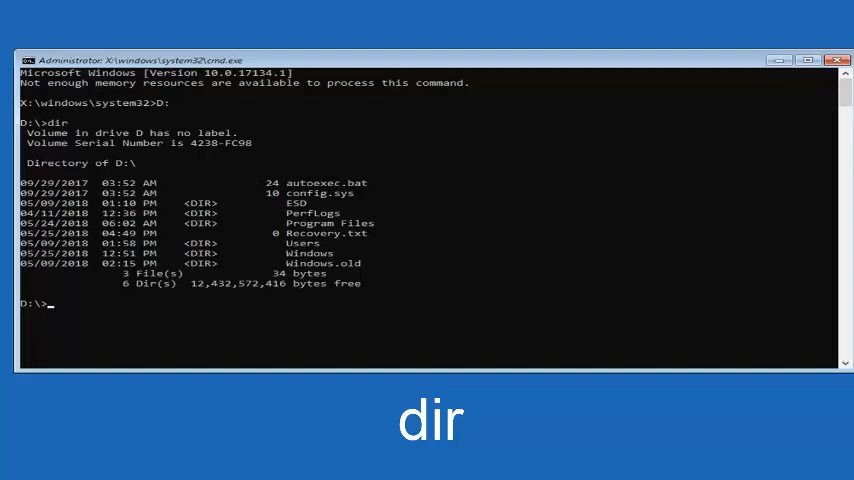 Administrator: X:\windows\system32\cmd.exe
Microsoft Windows [Version 10.0.17134.1]
Not enough memory resources are available to process this command.
X:\windows\system32>D:
D:\>dir
Volume in drive D has no label.
Volume Serial Number is 4238-FC98
Directory of D:\
09/29/2017 03:52 AM 24 autoexec.bat
09/29/2017 03:52 AM 10 config.sys
05/09/2018 01:10 PM <DIR> ESD
04/11/2018 12:36 PM <DIR> PerfLogs
05/24/2018 06:02 AM <DIR> Program Files
05/25/2018 04:49 PM 0 Recovery.txt
05/09/2018 01:58 PM <DIR> Users
05/25/2018 12:51 PM <DIR> Windows
05/09/2018 02:15 PM <DIR> Windows.old
3 File(s) 34 bytes
6 Dir(s) 12,432,572,416 bytes free
D:\>_
dir